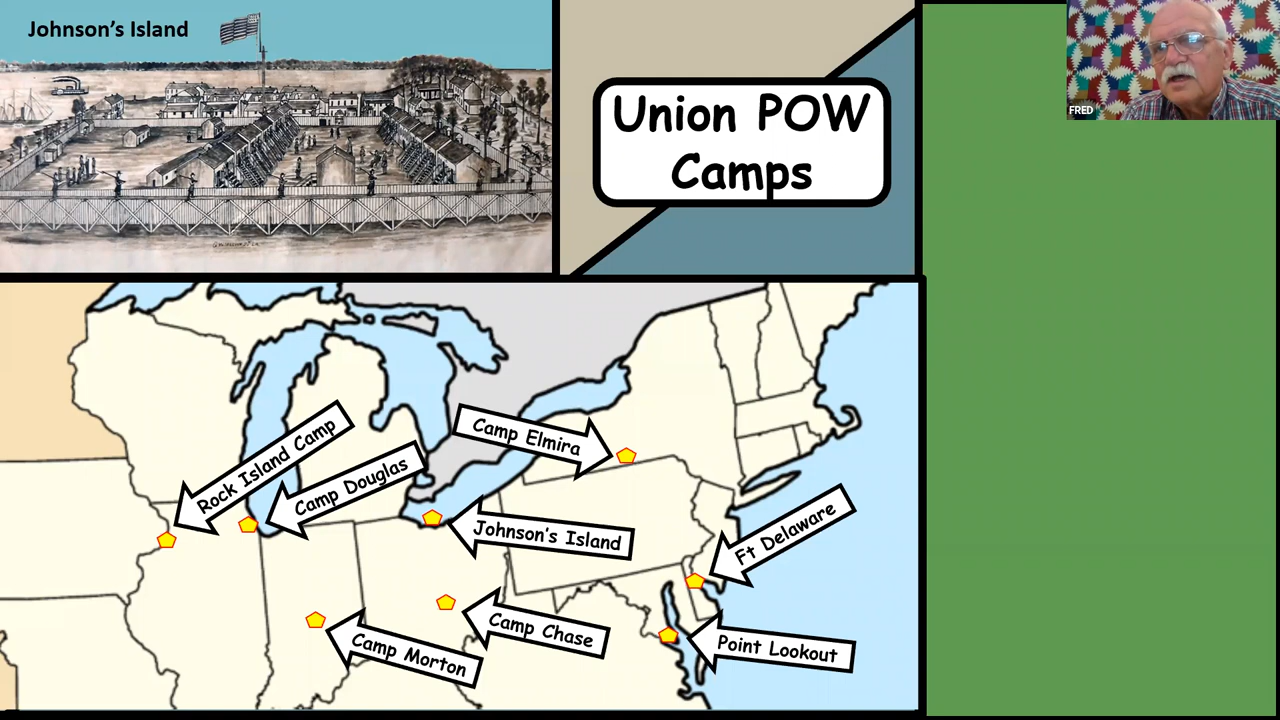 Johnson's Island
Union POW
Camps
FRED
Rock Island Camp
Camp Douglas
Camp Elmira
Johnson's Island
Ft Delaware
Camp Morton
Camp Chase
Point Lookout